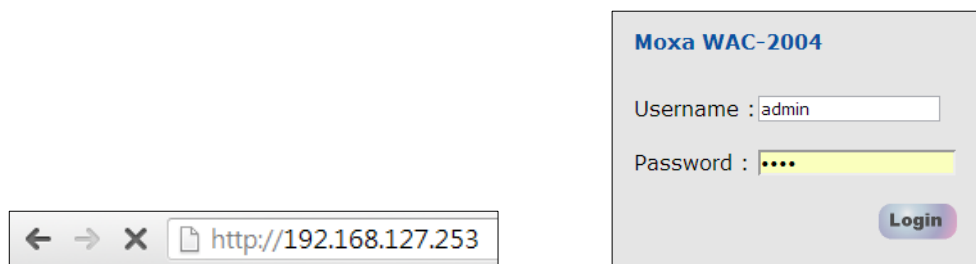 http://192.168.127.253
Moxa WAC-2004
Username : admin
Password : ••••
Login